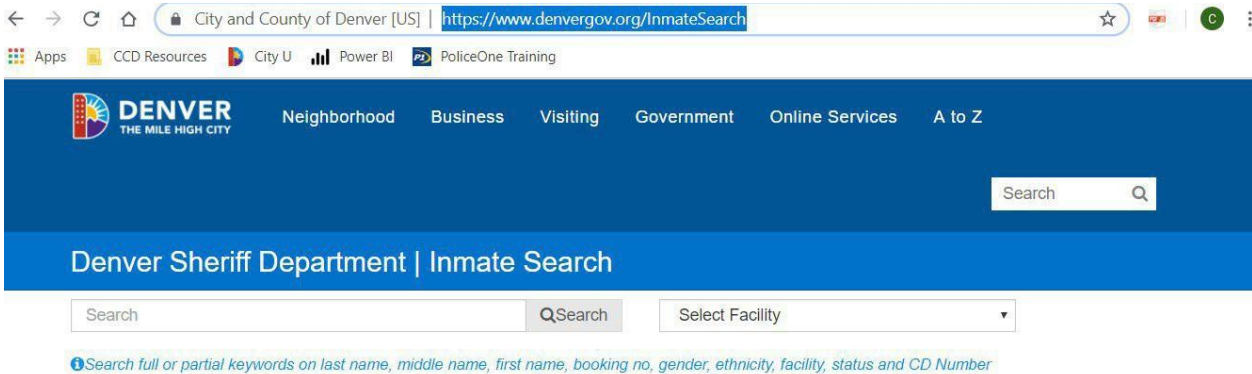 City and County of Denver [US] | https://www.denvergov.org/InmateSearch
C
Apps CCD Resources City U Power BI P1 PoliceOne Training
DENVER
THE MILE HIGH CITY
Neighborhood Business Visiting Government Online Services A to Z
Search
Denver Sheriff Department | Inmate Search
Search Search Select Facility
Search full or partial keywords on last name, middle name, first name, booking no, gender, ethnicity, facility, status and CD Number